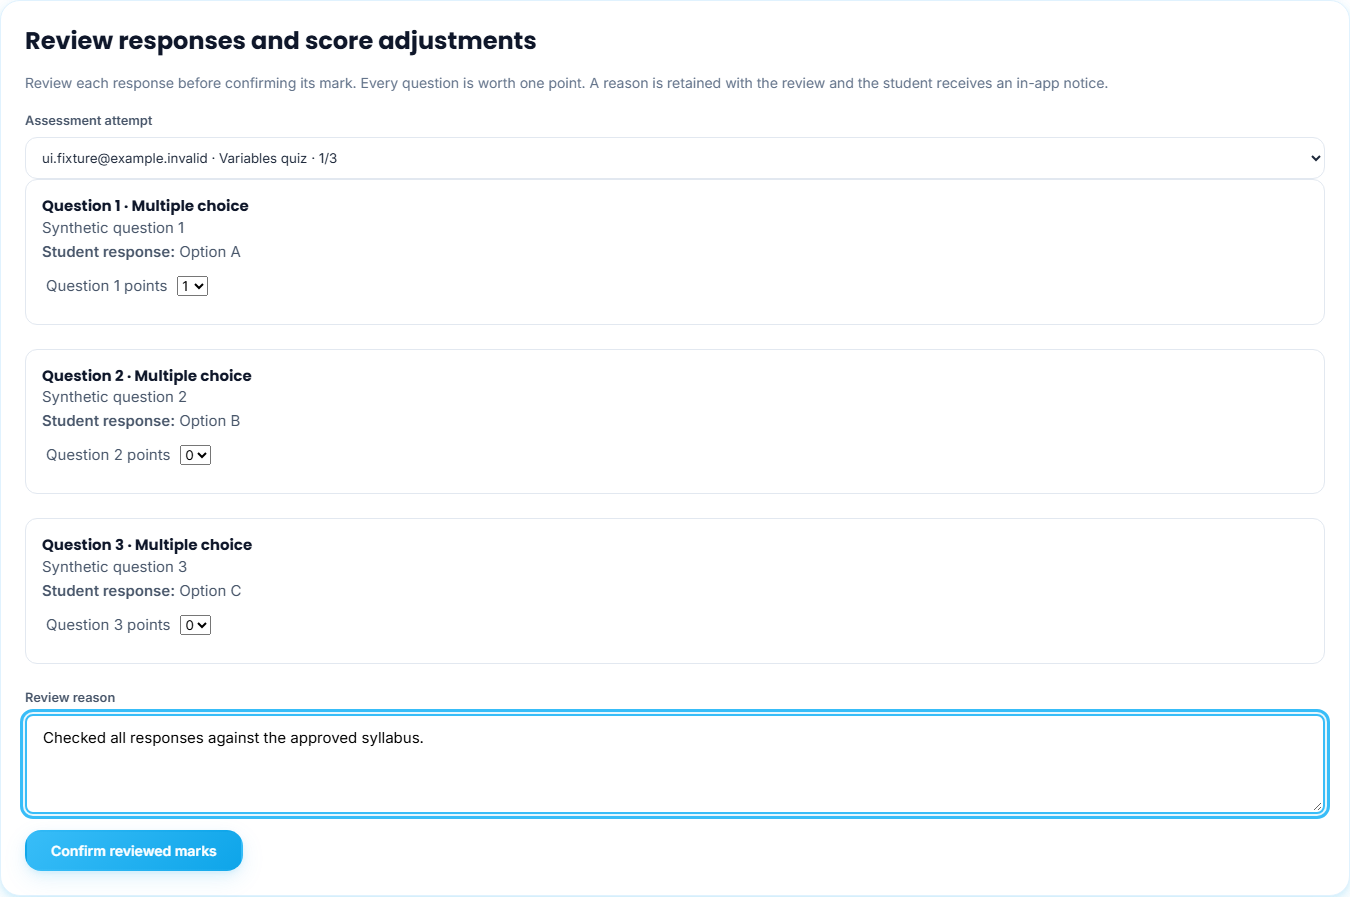 Review responses and score adjustments
Review each response before confirming its mark. Every question is worth one point. A reason is retained with the review and the student receives an in-app notice.
Assessment attempt
ui.fixture@example.invalid · Variables quiz · 1/3
Question 1 · Multiple choice
Synthetic question 1
Student response: Option A
Question 1 points 1
Question 2 · Multiple choice
Synthetic question 2
Student response: Option B
Question 2 points 0
Question 3 · Multiple choice
Synthetic question 3
Student response: Option C
Question 3 points 0
Review reason
Checked all responses against the approved syllabus.
Confirm reviewed marks